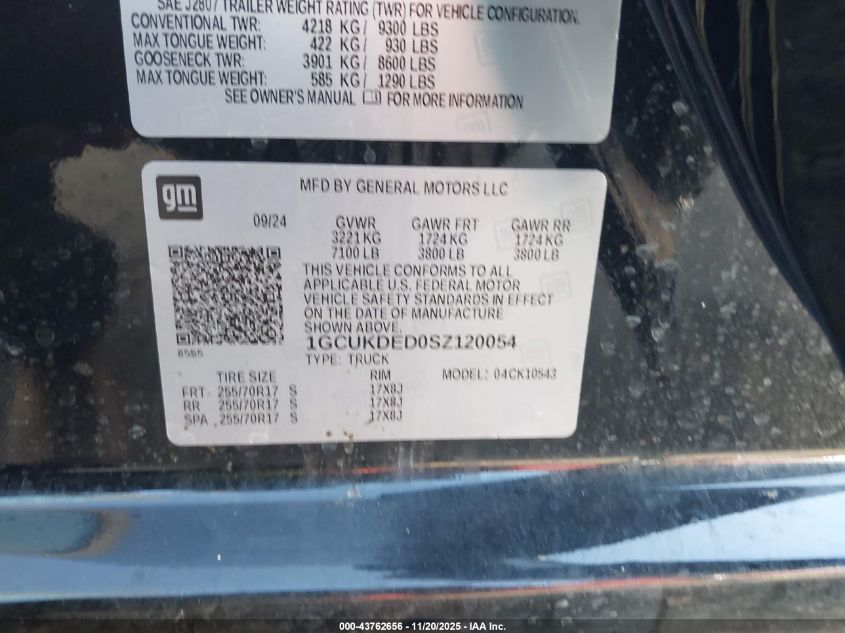 SAE J2807 TRAILER WEIGHT RATING (TWR) FOR VEHICLE CONFIGURATION.
CONVENTIONAL TWR: 4218 KG/ 9300 LBS
MAX TONGUE WEIGHT: 422 KG/ 930 LBS
GOOSENECK TWR: 3901 KG/ 8600 LBS
MAX TONGUE WEIGHT: 585 KG/ 1290 LBS
SEE OWNER'S MANUAL FOR MORE INFORMATION
gm
MFD BY GENERAL MOTORS LLC
09/24 GVWR GAWR FRT GAWR RR
3221 KG 1724 KG 1724 KG
7100 LB 3800 LB 3800 LB
THIS VEHICLE CONFORMS TO ALL
APPLICABLE U.S. FEDERAL MOTOR
VEHICLE SAFETY STANDARDS IN EFFECT
ON THE DATE OF MANUFACTURE
SHOWN ABOVE.
1GCUKDED0SZ120054
TYPE: TRUCK
TIRE SIZE RIM MODEL: 04CK10543
FRT 255/70R17 S 17X8J
RR 255/70R17 S 17X8J
SPA 255/70R17 S 17X8J
000-43762656 - 11/20/2025 - IAA Inc.